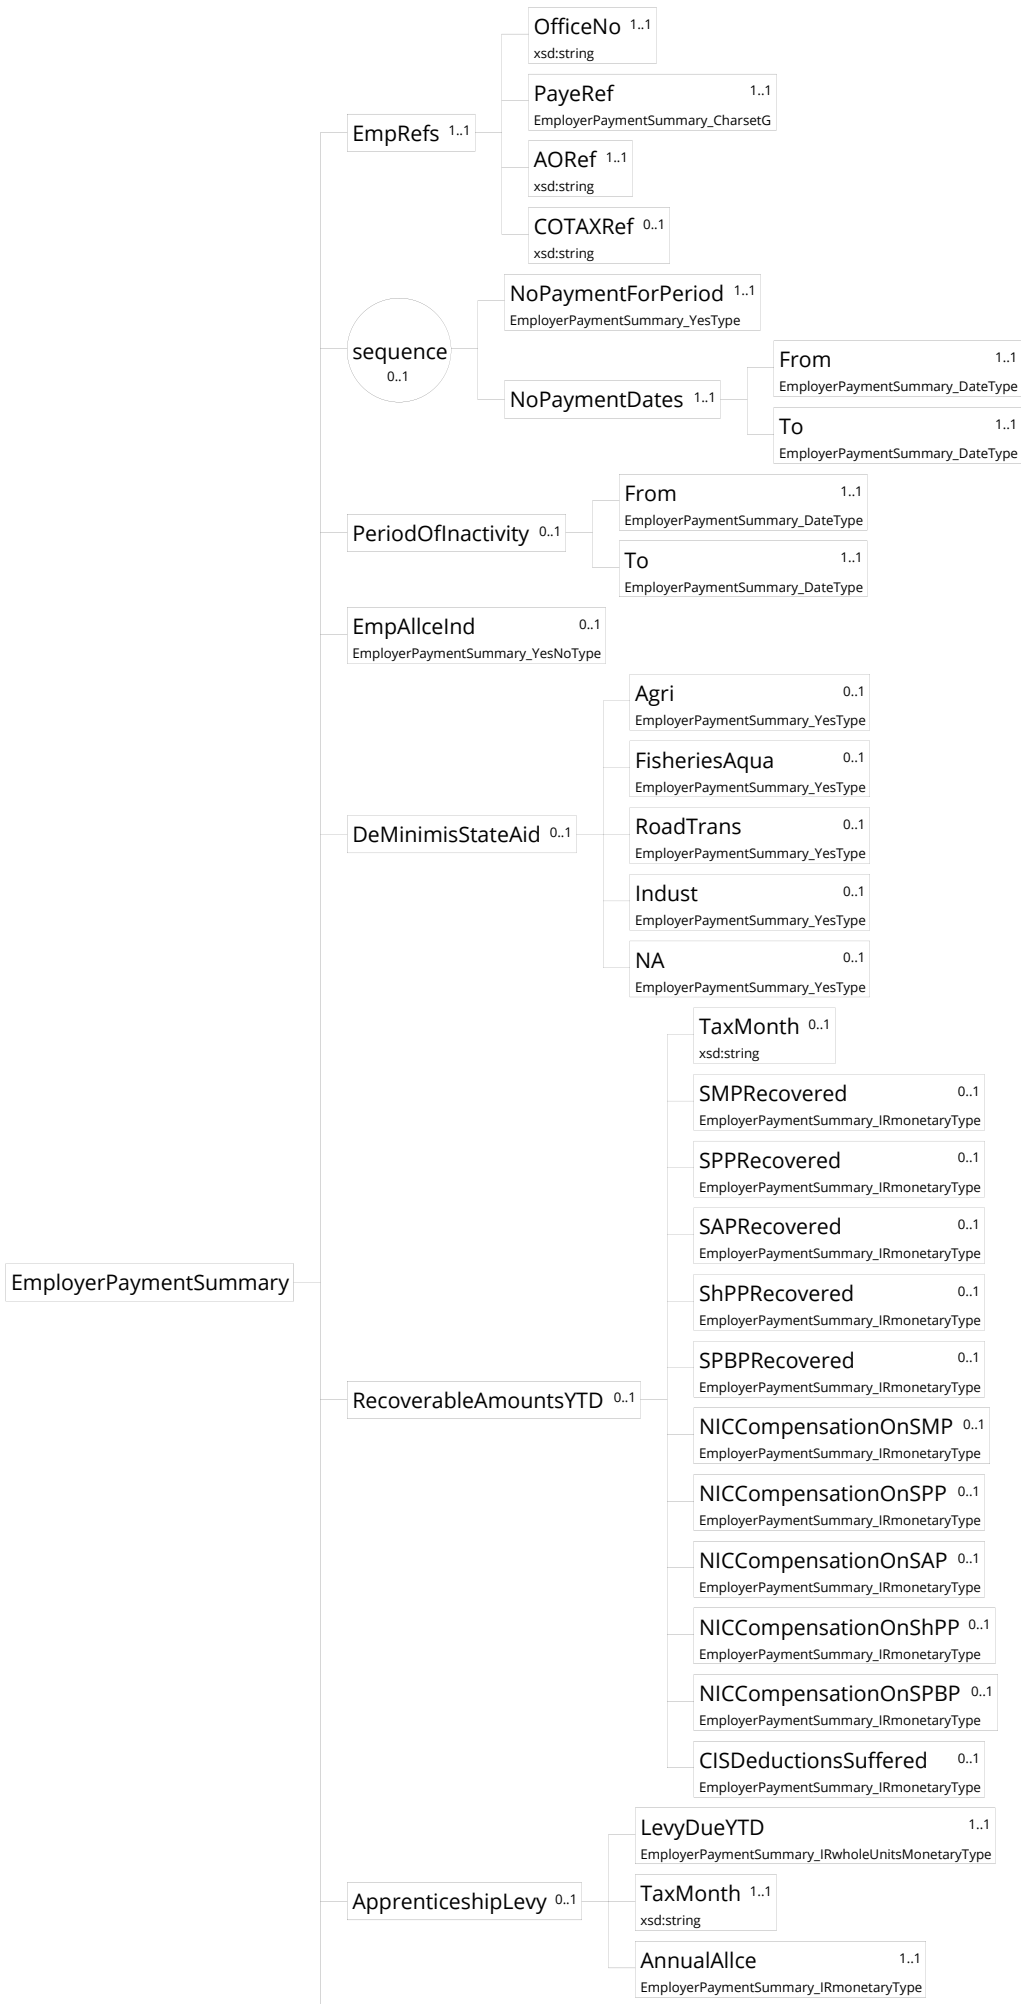 OfficeNo 1..1
xsd:string
PayeRef 1..1
EmployerPaymentSummary_CharsetG
EmpRefs 1..1
AORef 1..1
xsd:string
COTAXRef 0..1
xsd:string
NoPaymentForPeriod 1..1
EmployerPaymentSummary_YesType
sequence
0..1
From 1..1
EmployerPaymentSummary_DateType
NoPaymentDates 1..1
To 1..1
EmployerPaymentSummary_DateType
From 1..1
EmployerPaymentSummary_DateType
PeriodOfInactivity 0..1
To 1..1
EmployerPaymentSummary_DateType
EmpAllceInd 0..1
EmployerPaymentSummary_YesNoType
Agri 0..1
EmployerPaymentSummary_YesType
FisheriesAqua 0..1
EmployerPaymentSummary_YesType
DeMinimisStateAid 0..1
RoadTrans 0..1
EmployerPaymentSummary_YesType
Indust 0..1
EmployerPaymentSummary_YesType
NA 0..1
EmployerPaymentSummary_YesType
TaxMonth 0..1
xsd:string
SMPRecovered 0..1
EmployerPaymentSummary_IRmonetaryType
SPPRecovered 0..1
EmployerPaymentSummary_IRmonetaryType
SAPRecovered 0..1
EmployerPaymentSummary_IRmonetaryType
EmployerPaymentSummary
ShPPRecovered 0..1
EmployerPaymentSummary_IRmonetaryType
SPBPRecovered 0..1
EmployerPaymentSummary_IRmonetaryType
RecoverableAmountsYTD 0..1
NICCompensationOnSMP 0..1
EmployerPaymentSummary_IRmonetaryType
NICCompensationOnSPP 0..1
EmployerPaymentSummary_IRmonetaryType
NICCompensationOnSAP 0..1
EmployerPaymentSummary_IRmonetaryType
NICCompensationOnShPP 0..1
EmployerPaymentSummary_IRmonetaryType
NICCompensationOnSPBP 0..1
EmployerPaymentSummary_IRmonetaryType
CISDeductionsSuffered 0..1
EmployerPaymentSummary_IRmonetaryType
LevyDueYTD 1..1
EmployerPaymentSummary_IRwholeUnitsMonetaryType
ApprenticeshipLevy 0..1
TaxMonth 1..1
xsd:string
AnnualAllce 1..1
EmployerPaymentSummary_IRmonetaryType